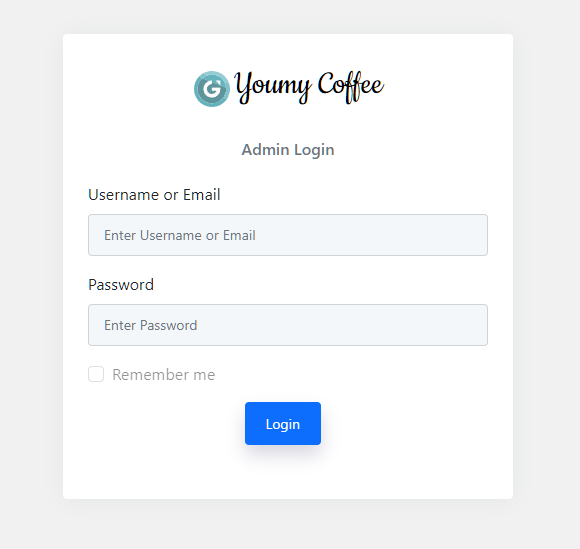 G Youmy Coffee
Admin Login
Username or Email
Enter Username or Email
Password
Enter Password
Remember me
Login